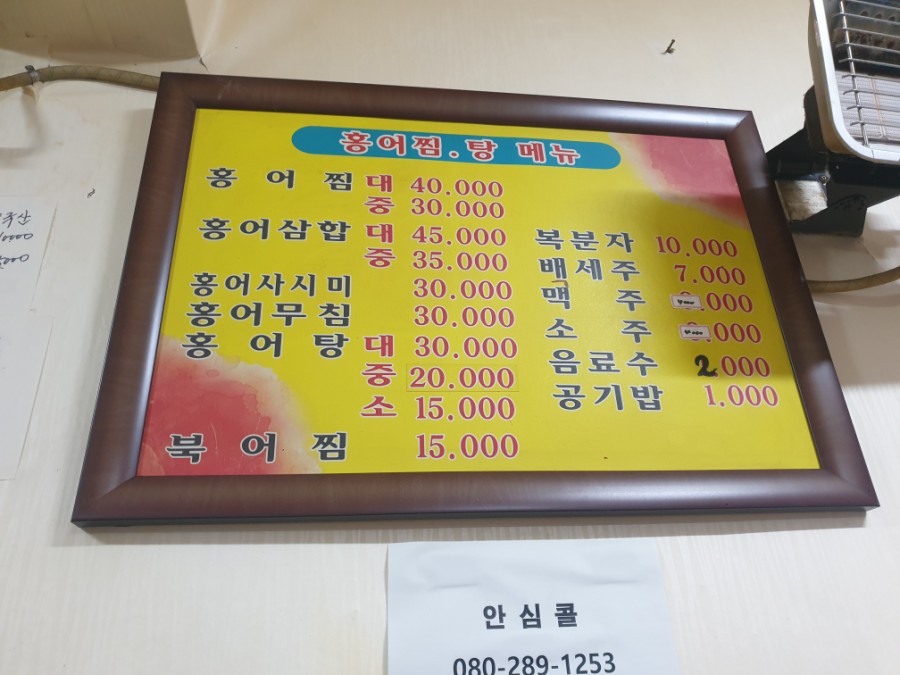 홍어찜.탕 메뉴
홍어찜 대 40.000
중 30.000
홍어삼합 대 45.000
중 35.000
홍어사시미 30.000
홍어무침 30.000
홍어탕 대 30.000
중 20.000
소 15.000
북어찜 15.000
복분자 10.000
배세주 7.000
맥주
소주
음료수 2.000
공기밥 1.000
안심콜
080-289-1253